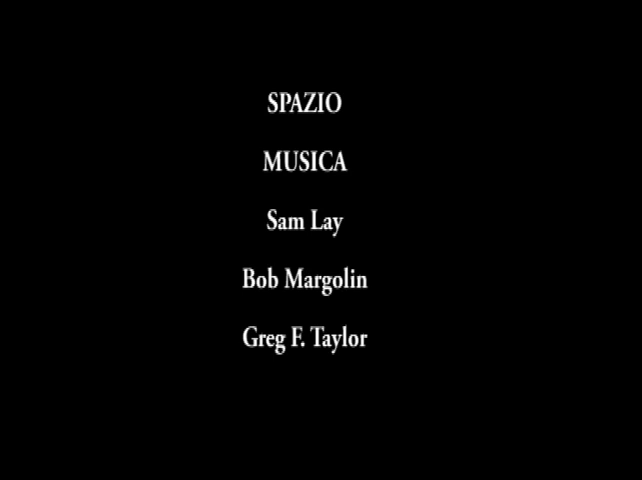 SPAZIO
MUSICA
Sam Lay
Bob Margolin
Greg F. Taylor